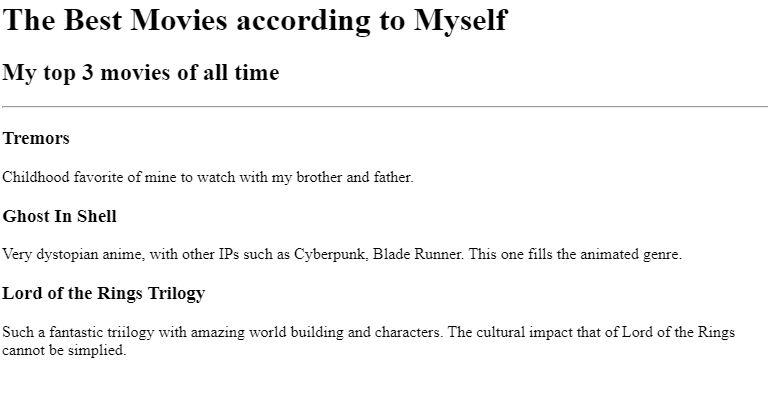 The Best Movies according to Myself
My top 3 movies of all time
Tremors
Childhood favorite of mine to watch with my brother and father.
Ghost In Shell
Very dystopian anime, with other IPs such as Cyberpunk, Blade Runner. This one fills the animated genre.
Lord of the Rings Trilogy
Such a fantastic triilogy with amazing world building and characters. The cultural impact that of Lord of the Rings
cannot be simplied.